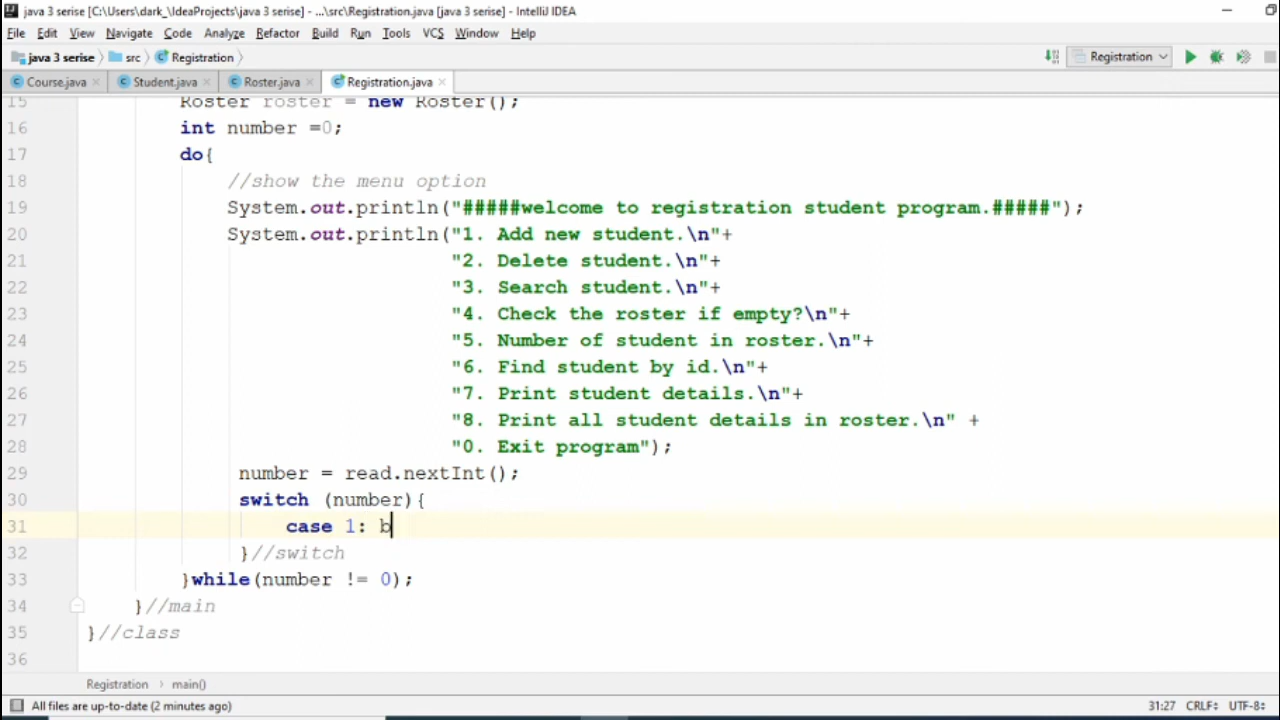 java 3 serise [C:\Users\dark_\IdeaProjects\java 3 serise] - ...\src\Registration.java [java 3 serise] - IntelliJ IDEA
File Edit View Navigate Code Analyze Refactor Build Run Tools VCS Window Help
java 3 serise src Registration Registration
Course.java Student.java Roster.java Registration.java
15 Roster roster = new Roster();
16 int number =0;
17 do{
18 //show the menu option
19 System.out.println("#####welcome to registration student program.#####");
20 System.out.println("1. Add new student.\n"+
21 "2. Delete student.\n"+
22 "3. Search student.\n"+
23 "4. Check the roster if empty?\n"+
24 "5. Number of student in roster.\n"+
25 "6. Find student by id.\n"+
26 "7. Print student details.\n"+
27 "8. Print all student details in roster.\n" +
28 "0. Exit program");
29 number = read.nextInt();
30 switch (number){
31 case 1: b
32 }//switch
33 }while(number != 0);
34 }//main
35 }//class
36
Registration main()
All files are up-to-date (2 minutes ago) 31:27 CRLF UTF-8